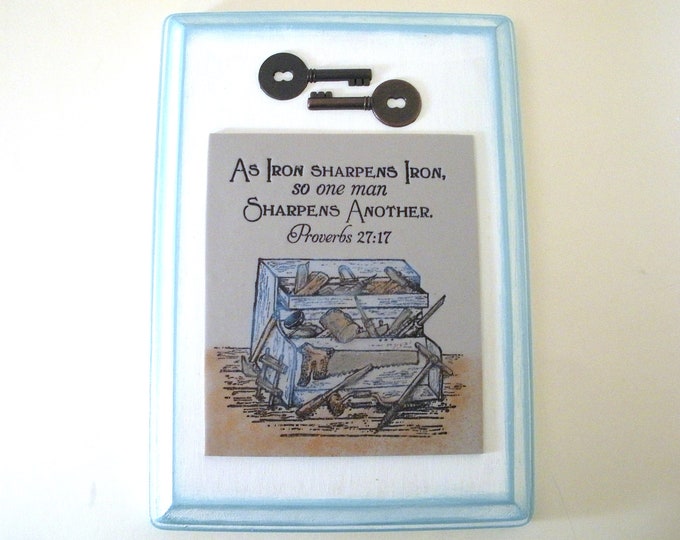 As Iron sharpens Iron,
so one man
Sharpens Another.
Proverbs 27:17